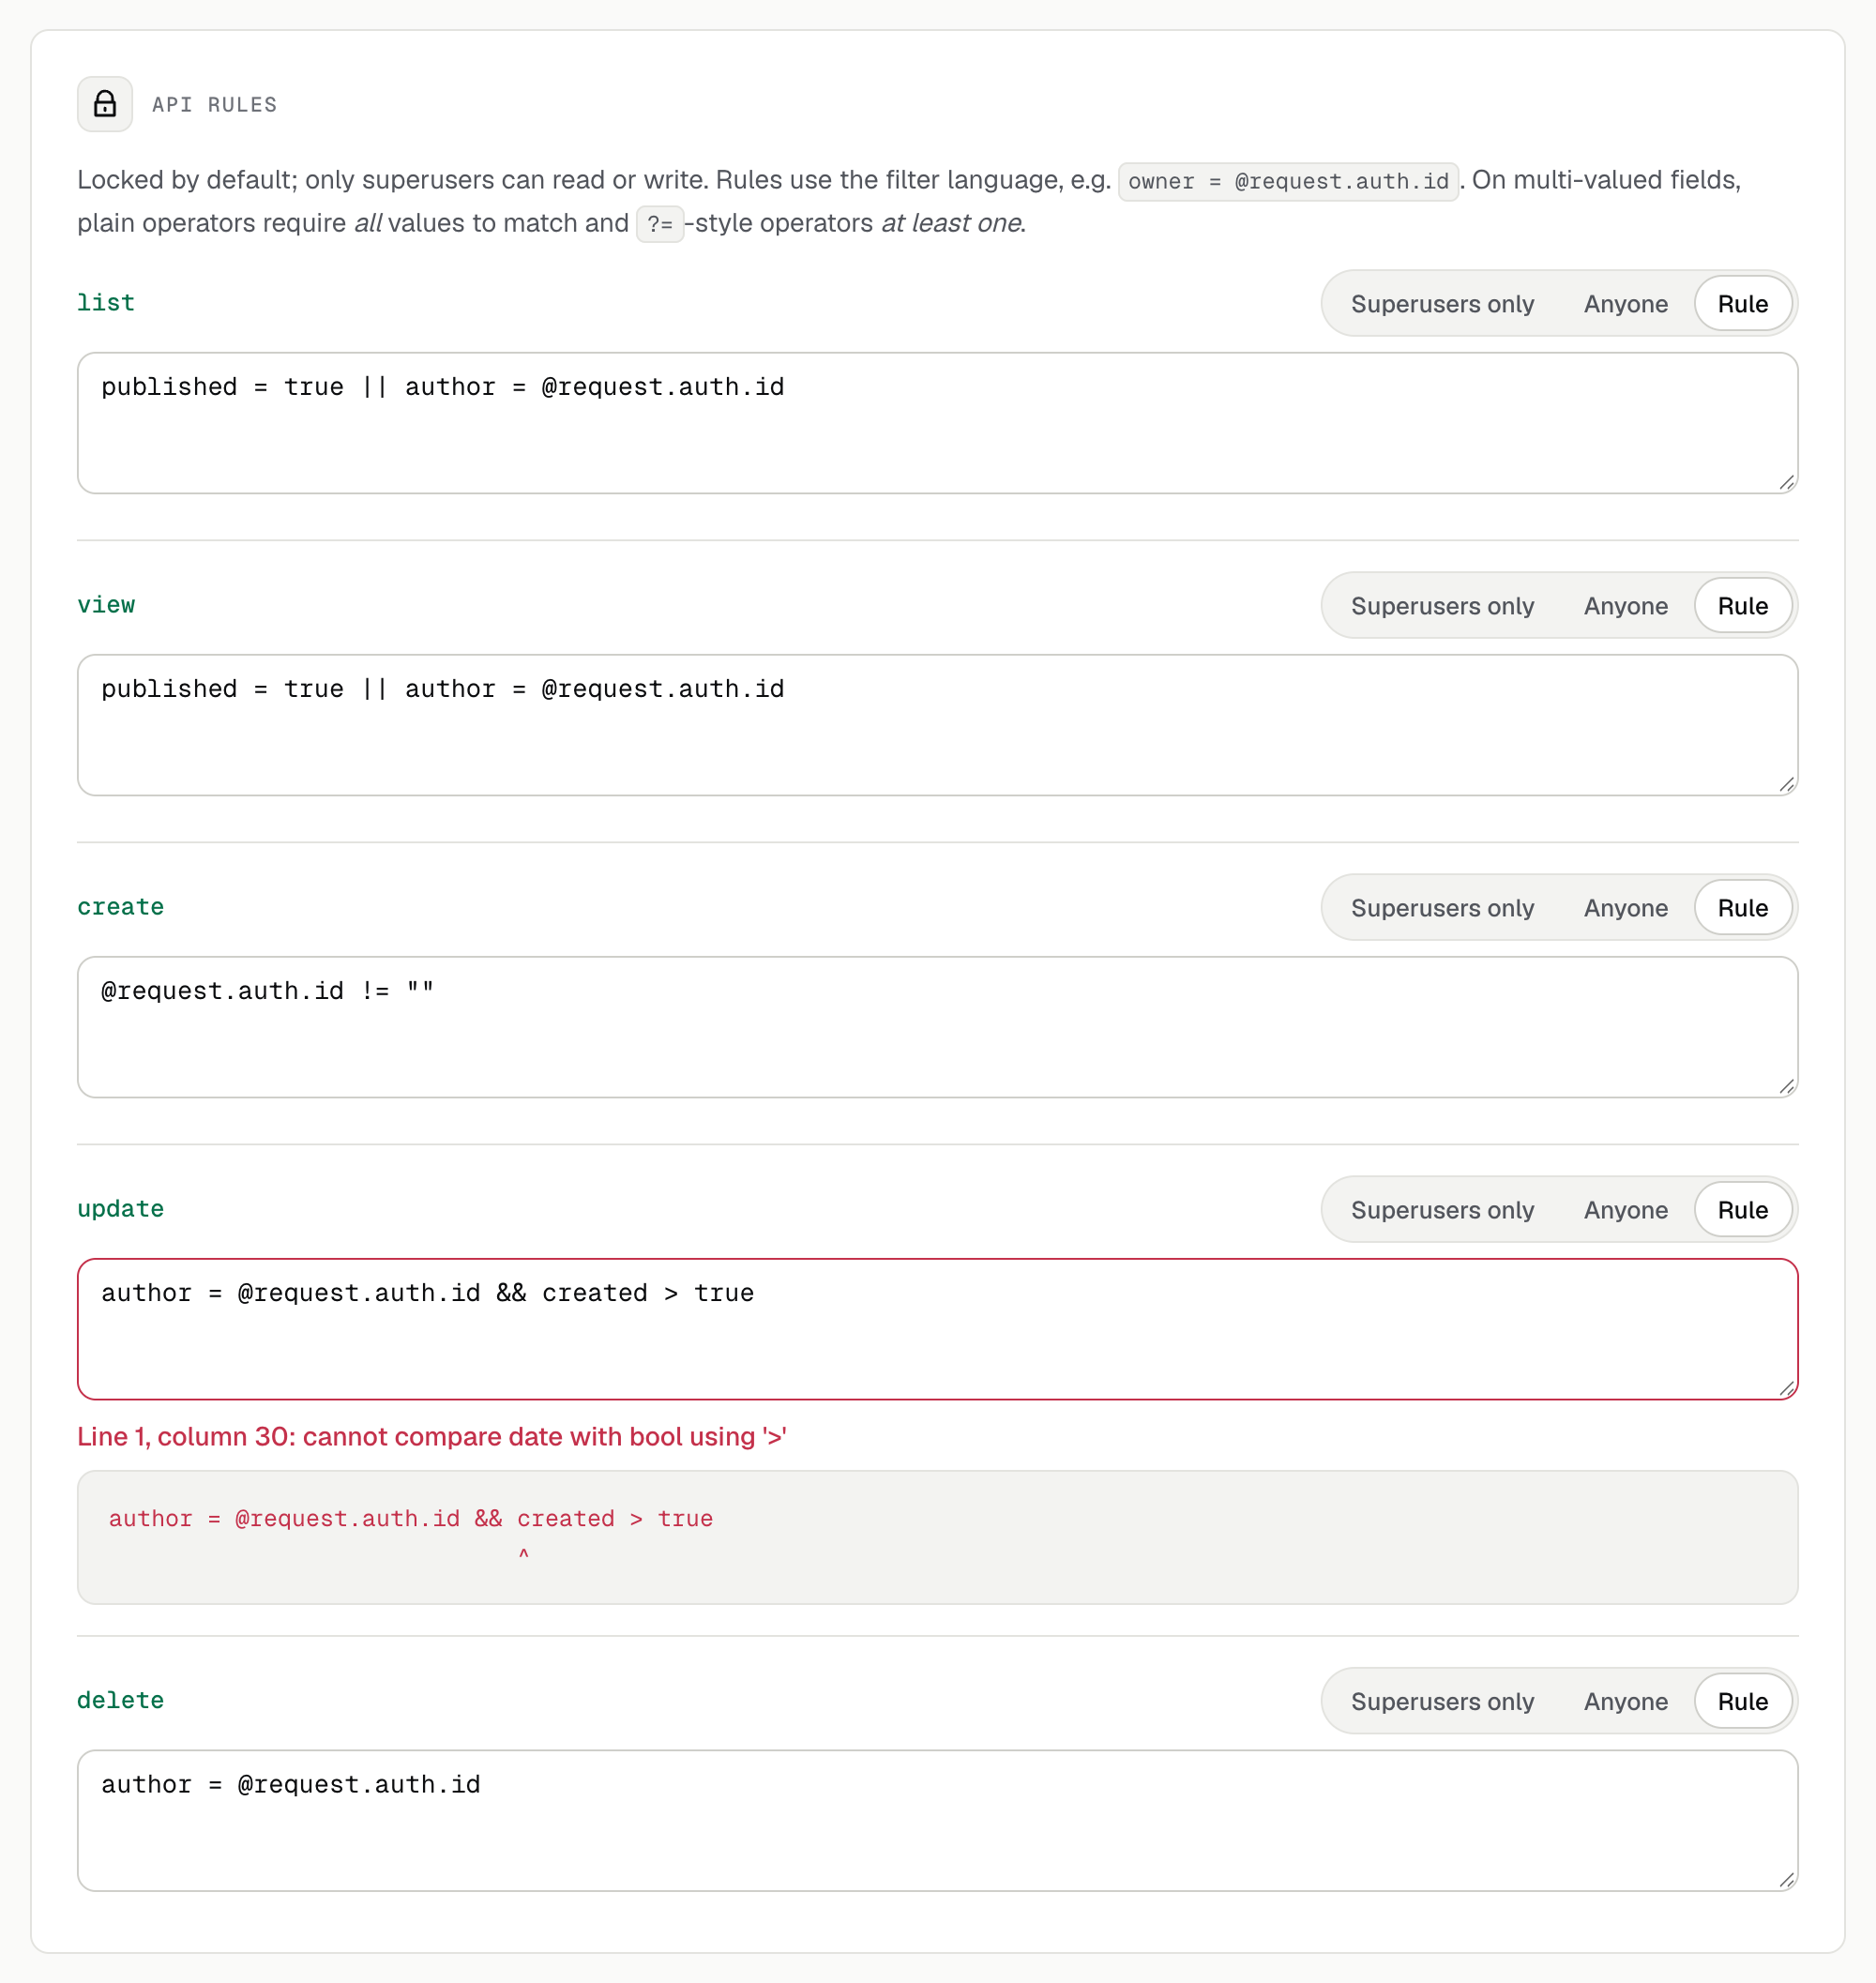 API RULES
Locked by default; only superusers can read or write. Rules use the filter language, e.g. owner = @request.auth.id. On multi-valued fields,
plain operators require all values to match and ?=-style operators at least one.
list Superusers only Anyone Rule
published = true || author = @request.auth.id
view Superusers only Anyone Rule
published = true || author = @request.auth.id
create Superusers only Anyone Rule
@request.auth.id != ""
update Superusers only Anyone Rule
author = @request.auth.id && created > true
Line 1, column 30: cannot compare date with bool using '>'
author = @request.auth.id && created > true
^
delete Superusers only Anyone Rule
author = @request.auth.id